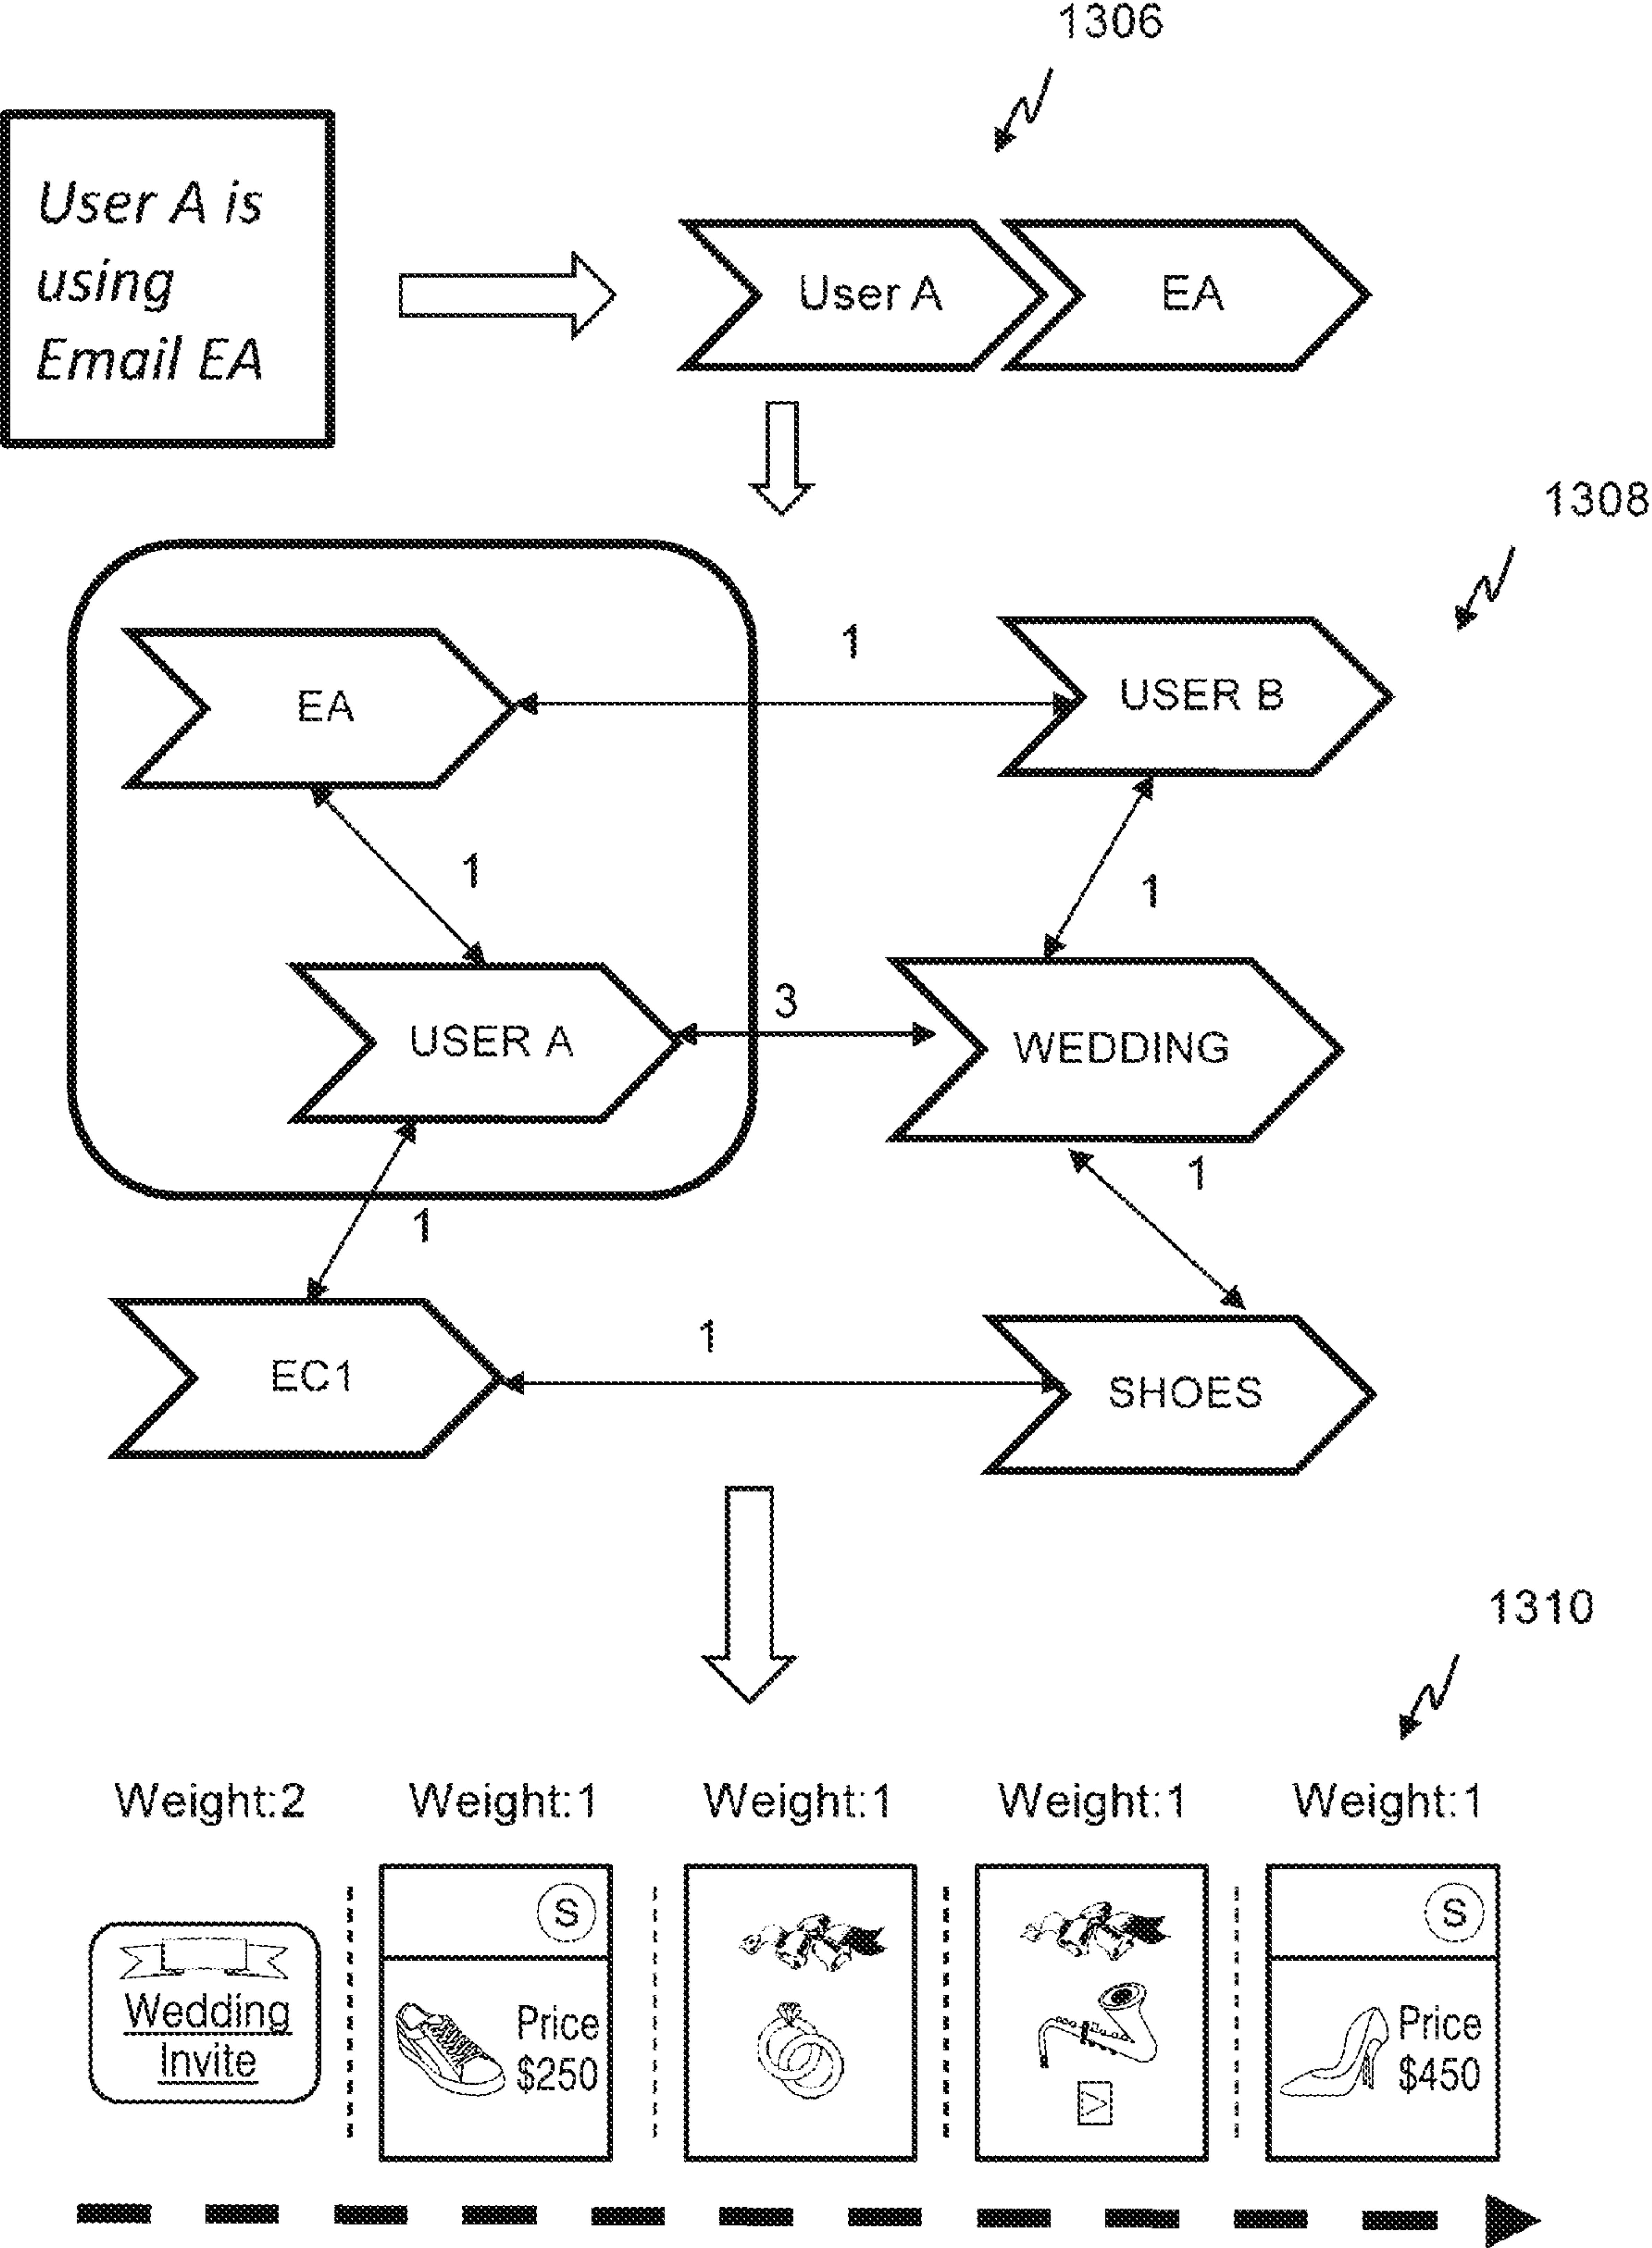 1306
User A is
using
Email EA
User A
EA
1308
EA
1
USER B
1
1
USER A
3
WEDDING
1
1
EC1
1
SHOES
1310
Weight:2
Weight:1
Weight:1
Weight:1
Weight:1
Wedding
Invite
S
Price
$250
S
Price
$450